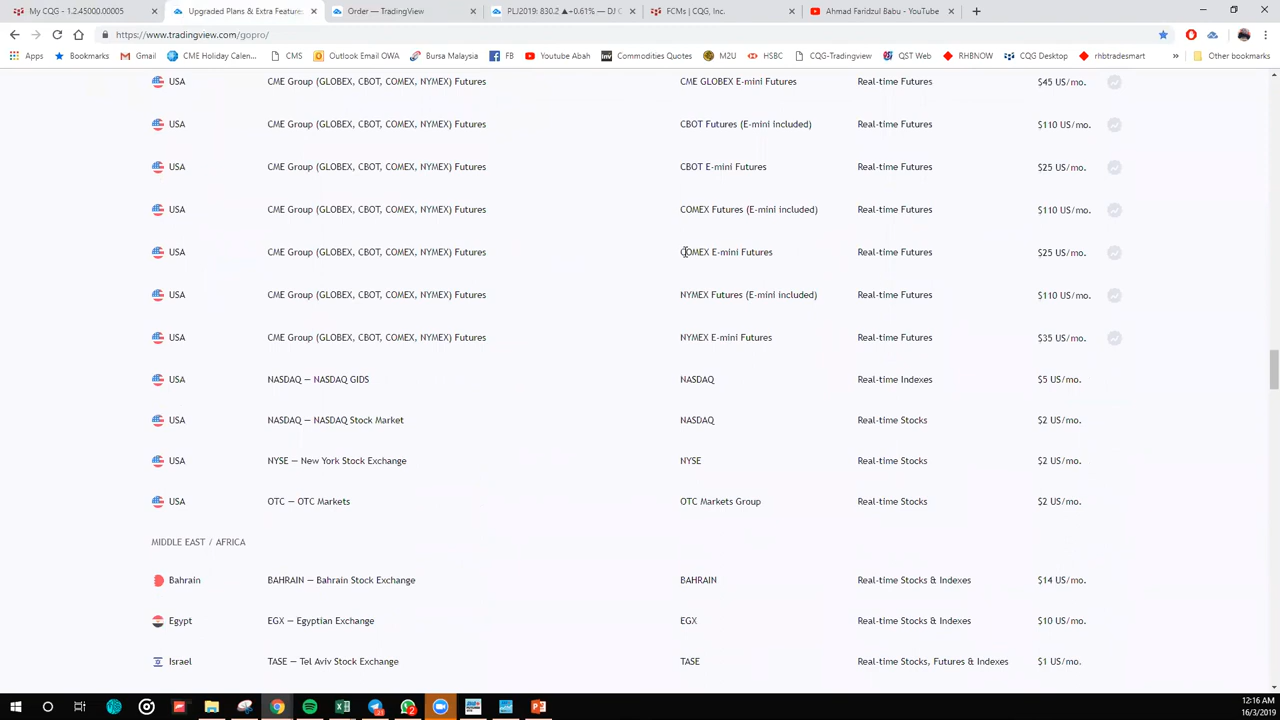 My CQG - 1.2.45000.00005
Upgraded Plans & Extra Feature
Order — TradingView
PLJ2019: 830.2 ▲+0.61% — DJ C
FCMs | CQG, Inc.
Ahmad Faridzul Babu - YouTube
https://www.tradingview.com/gopro/
Apps
Bookmarks
Gmail
CME Holiday Calen...
CMS
Outlook Email OWA
Bursa Malaysia
FB
Youtube Abah
Commodities Quotes
M2U
HSBC
CQG-Tradingview
QST Web
RHBNOW
CQG Desktop
rhbtradesmart
»
Other bookmarks
USA CME Group (GLOBEX, CBOT, COMEX, NYMEX) Futures CME GLOBEX E-mini Futures Real-time Futures $45 US/mo.
USA CME Group (GLOBEX, CBOT, COMEX, NYMEX) Futures CBOT Futures (E-mini included) Real-time Futures $110 US/mo.
USA CME Group (GLOBEX, CBOT, COMEX, NYMEX) Futures CBOT E-mini Futures Real-time Futures $25 US/mo.
USA CME Group (GLOBEX, CBOT, COMEX, NYMEX) Futures COMEX Futures (E-mini included) Real-time Futures $110 US/mo.
USA CME Group (GLOBEX, CBOT, COMEX, NYMEX) Futures COMEX E-mini Futures Real-time Futures $25 US/mo.
USA CME Group (GLOBEX, CBOT, COMEX, NYMEX) Futures NYMEX Futures (E-mini included) Real-time Futures $110 US/mo.
USA CME Group (GLOBEX, CBOT, COMEX, NYMEX) Futures NYMEX E-mini Futures Real-time Futures $35 US/mo.
USA NASDAQ — NASDAQ GIDS NASDAQ Real-time Indexes $5 US/mo.
USA NASDAQ — NASDAQ Stock Market NASDAQ Real-time Stocks $2 US/mo.
USA NYSE — New York Stock Exchange NYSE Real-time Stocks $2 US/mo.
USA OTC — OTC Markets OTC Markets Group Real-time Stocks $2 US/mo.
MIDDLE EAST / AFRICA
Bahrain BAHRAIN — Bahrain Stock Exchange BAHRAIN Real-time Stocks & Indexes $14 US/mo.
Egypt EGX — Egyptian Exchange EGX Real-time Stocks & Indexes $10 US/mo.
Israel TASE — Tel Aviv Stock Exchange TASE Real-time Stocks, Futures & Indexes $1 US/mo.
12:16 AM
16/3/2019